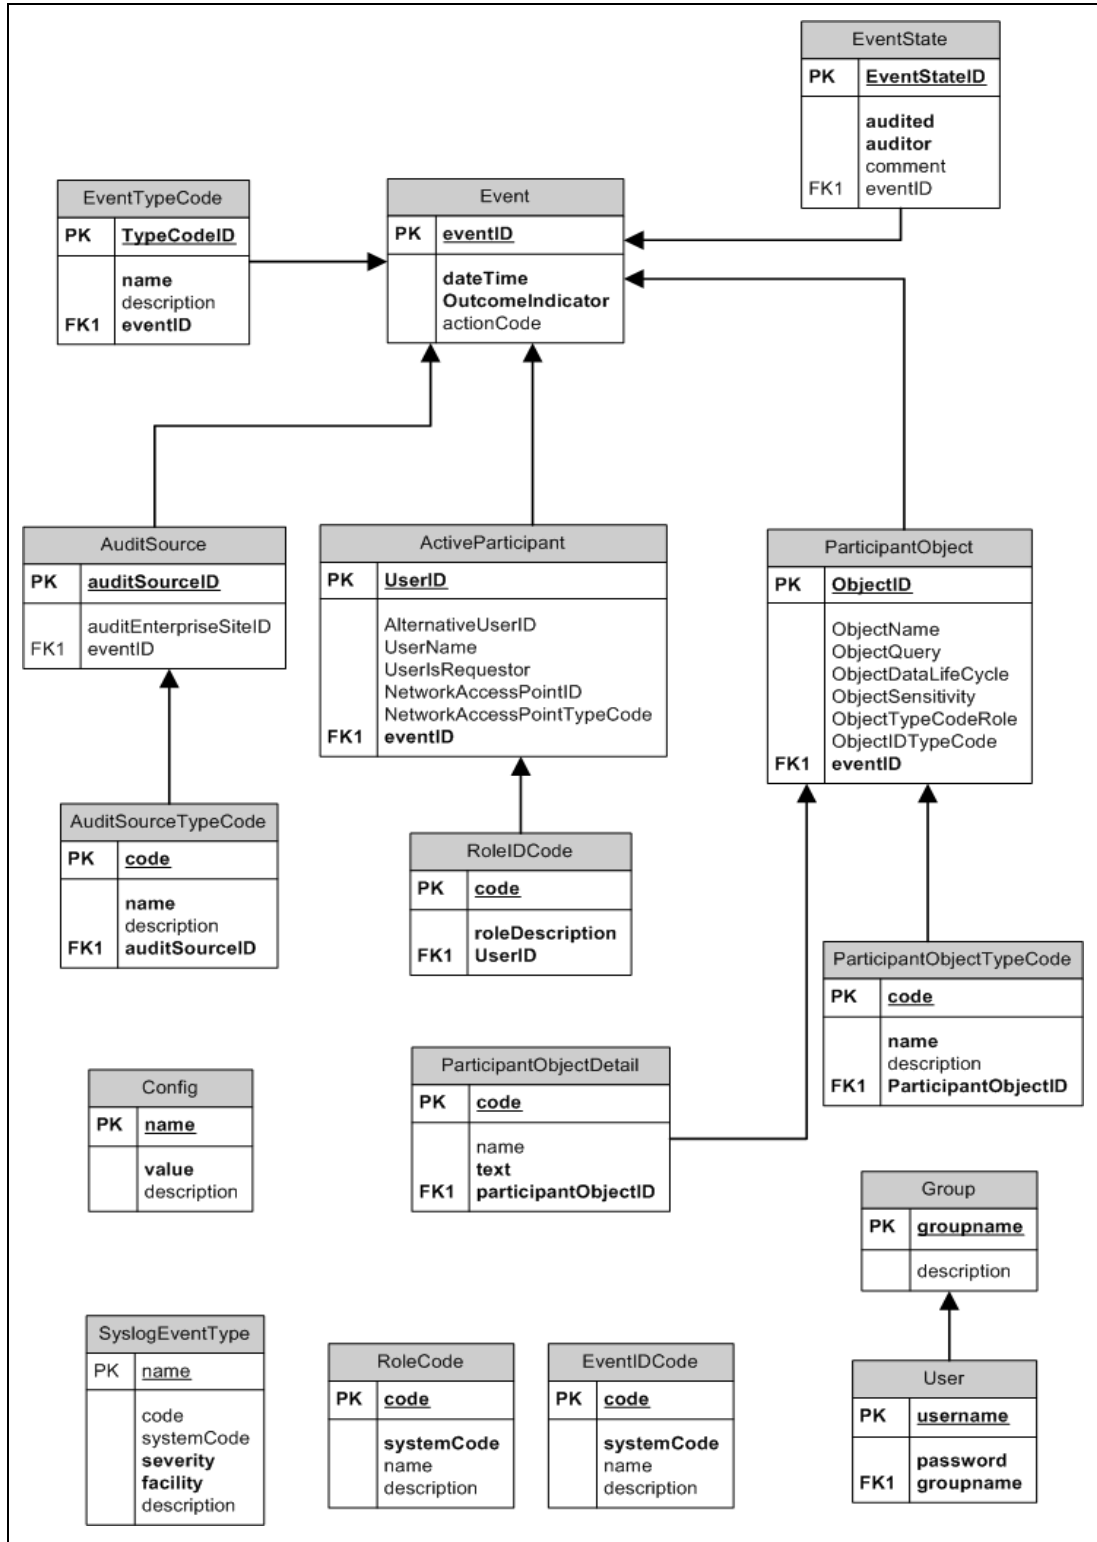 EventState
PK EventStateID
audited
auditor
comment
FK1 eventID
EventTypeCode
PK TypeCodeID
name
description
FK1 eventID
Event
PK eventID
dateTime
OutcomeIndicator
actionCode
AuditSource
PK auditSourceID
auditEnterpriseSiteID
FK1 eventID
ActiveParticipant
PK UserID
AlternativeUserID
UserName
UserIsRequestor
NetworkAccessPointID
NetworkAccessPointTypeCode
FK1 eventID
ParticipantObject
PK ObjectID
ObjectName
ObjectQuery
ObjectDataLifeCycle
ObjectSensitivity
ObjectTypeCodeRole
ObjectIDTypeCode
FK1 eventID
AuditSourceTypeCode
PK code
name
description
FK1 auditSourceID
RoleIDCode
PK code
roleDescription
FK1 UserID
ParticipantObjectTypeCode
PK code
name
description
FK1 ParticipantObjectID
Config
PK name
value
description
ParticipantObjectDetail
PK code
name
text
FK1 participantObjectID
Group
PK groupname
description
SyslogEventType
PK name
code
systemCode
severity
facility
description
RoleCode
PK code
systemCode
name
description
EventIDCode
PK code
systemCode
name
description
User
PK username
password
FK1 groupname